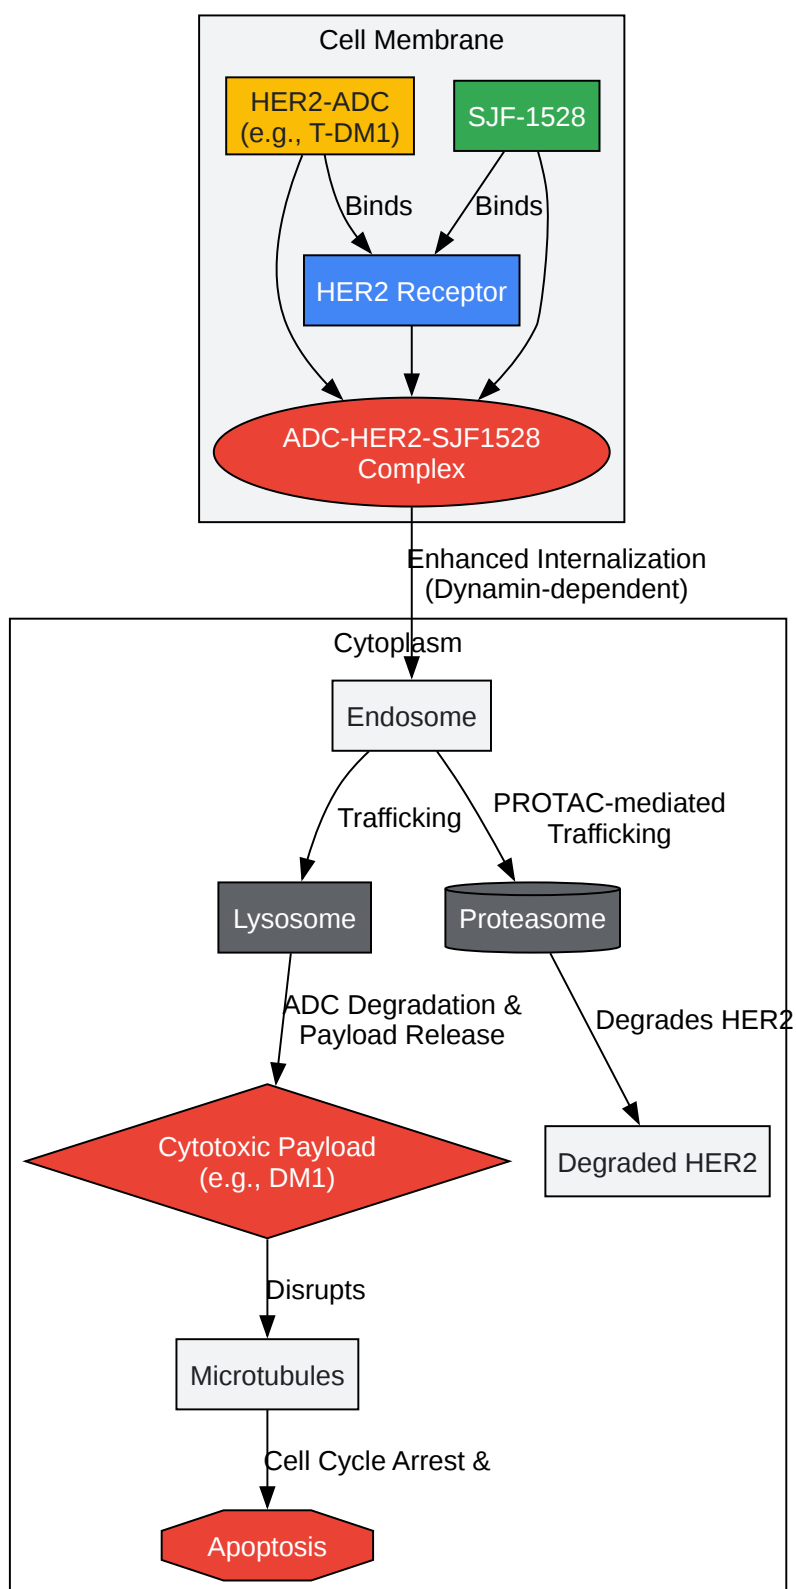 Cell Membrane
HER2-ADC
(e.g., T-DM1)
SJF-1528
Binds
Binds
HER2 Receptor
ADC-HER2-SJF1528
Complex
Enhanced Internalization
(Dynamin-dependent)
Cytoplasm
Endosome
Trafficking
PROTAC-mediated
Trafficking
Lysosome
Proteasome
ADC Degradation &
Payload Release
Degrades HER2
Cytotoxic Payload
(e.g., DM1)
Degraded HER2
Disrupts
Microtubules
Cell Cycle Arrest &
Apoptosis